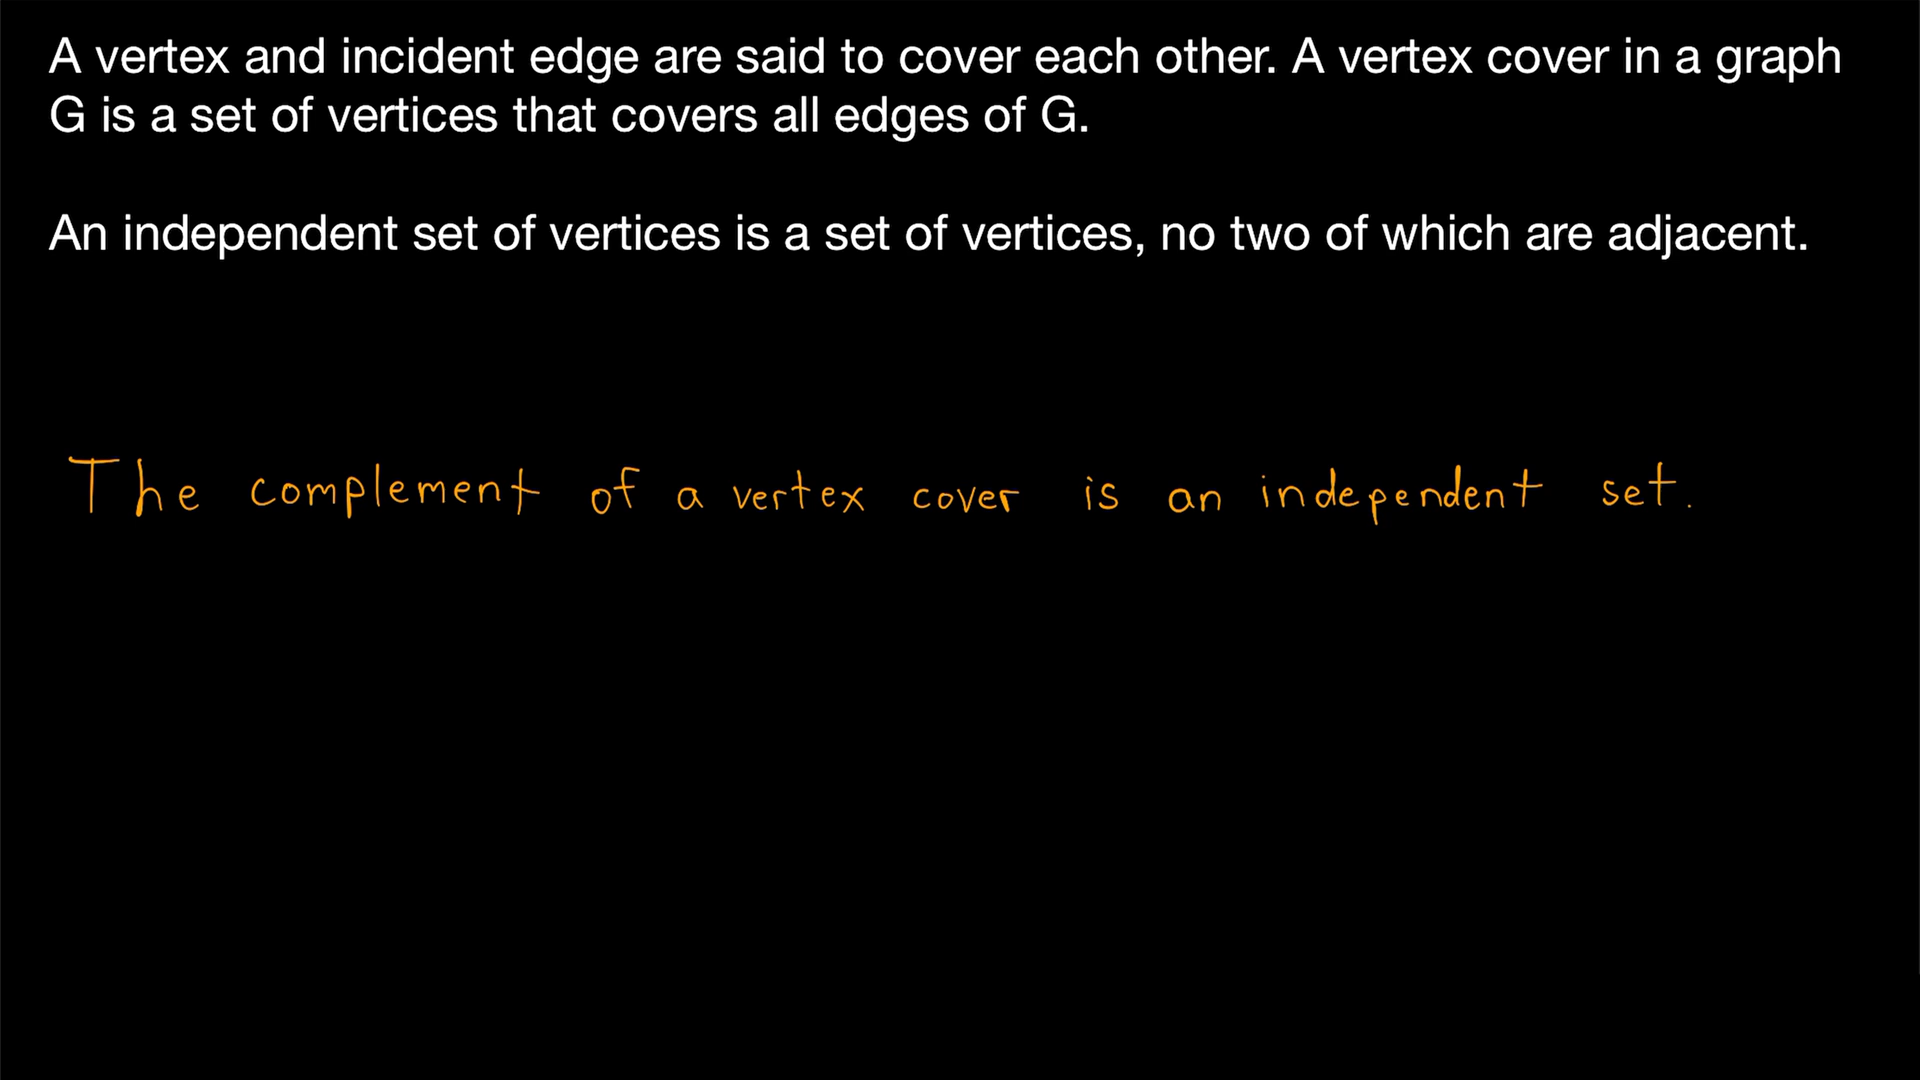 A vertex and incident edge are said to cover each other. A vertex cover in a graph
G is a set of vertices that covers all edges of G.
An independent set of vertices is a set of vertices, no two of which are adjacent.
The complement of a vertex cover is an independent set.